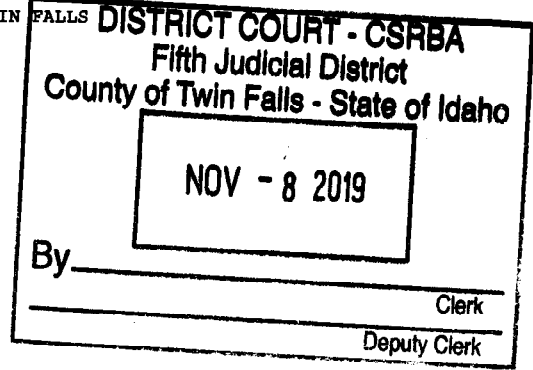 IN FALLS
DISTRICT COURT - CSRBA
Fifth Judicial District
County of Twin Falls - State of Idaho
NOV - 8 2019
By
Clerk
Deputy Clerk